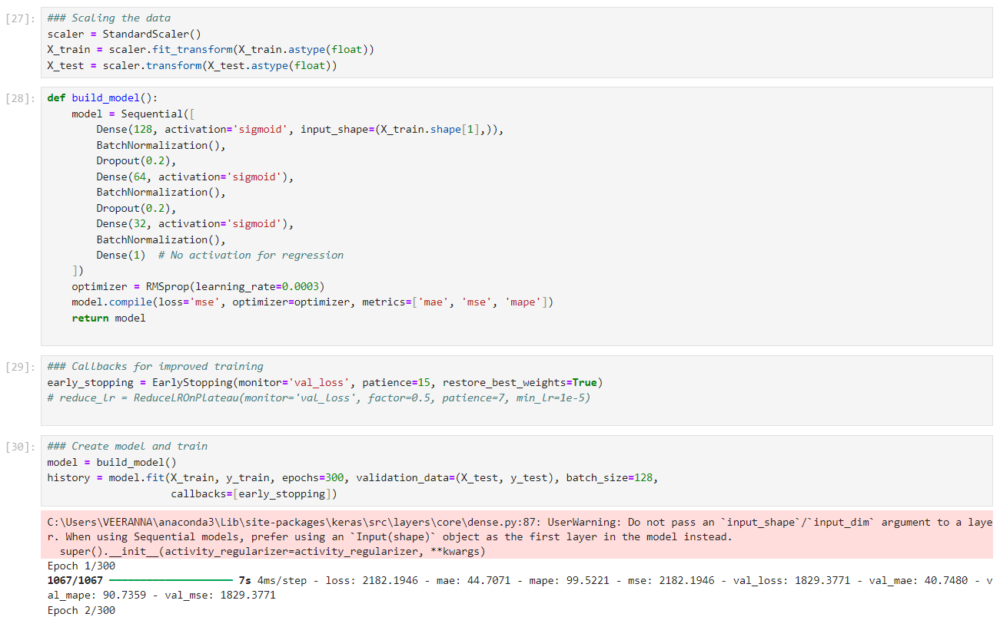 [27]:
### Scaling the data
scaler = StandardScaler()
X_train = scaler.fit_transform(X_train.astype(float))
X_test = scaler.transform(X_test.astype(float))
[28]:
def build_model():
    model = Sequential([
        Dense(128, activation='sigmoid', input_shape=(X_train.shape[1],)),
        BatchNormalization(),
        Dropout(0.2),
        Dense(64, activation='sigmoid'),
        BatchNormalization(),
        Dropout(0.2),
        Dense(32, activation='sigmoid'),
        BatchNormalization(),
        Dense(1)  # No activation for regression
    ])
    optimizer = RMSprop(learning_rate=0.0003)
    model.compile(loss='mse', optimizer=optimizer, metrics=['mae', 'mse', 'mape'])
    return model
[29]:
### Callbacks for improved training
early_stopping = EarlyStopping(monitor='val_loss', patience=15, restore_best_weights=True)
# reduce_lr = ReduceLROnPlateau(monitor='val_loss', factor=0.5, patience=7, min_lr=1e-5)
[30]:
### Create model and train
model = build_model()
history = model.fit(X_train, y_train, epochs=300, validation_data=(X_test, y_test), batch_size=128,
                    callbacks=[early_stopping])
C:\Users\VEERANNA\anaconda3\Lib\site-packages\keras\src\layers\core\dense.py:87: UserWarning: Do not pass an `input_shape`/`input_dim` argument to a laye
r. When using Sequential models, prefer using an `Input(shape)` object as the first layer in the model instead.
  super().__init__(activity_regularizer=activity_regularizer, **kwargs)
Epoch 1/300
1067/1067 ━━━━━━━━━━━━━━━━━━━━ 7s 4ms/step - loss: 2182.1946 - mae: 44.7071 - mape: 99.5221 - mse: 2182.1946 - val_loss: 1829.3771 - val_mae: 40.7480 - v
al_mape: 90.7359 - val_mse: 1829.3771
Epoch 2/300